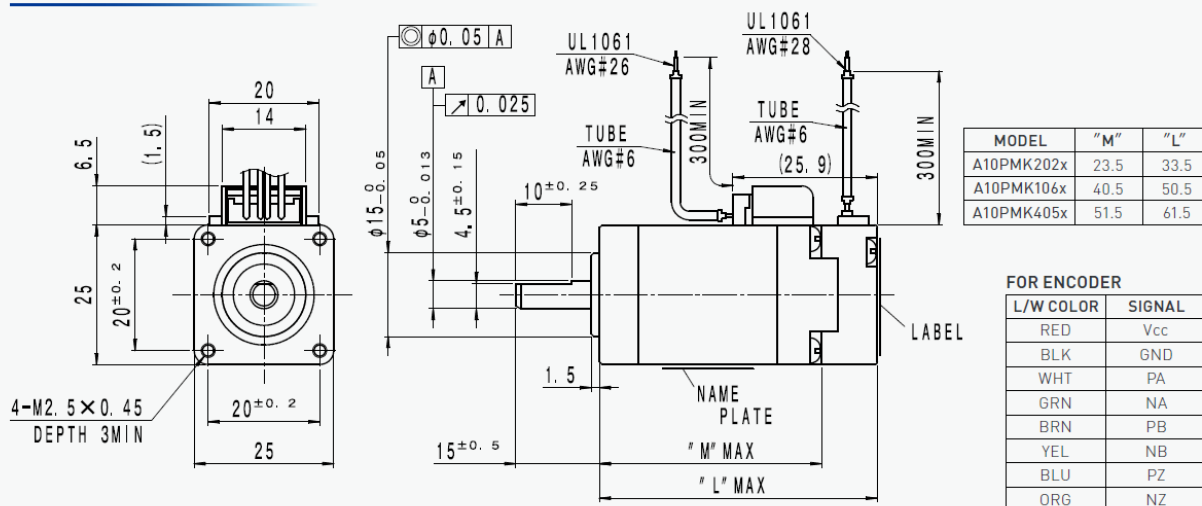 ⌾ φ0.05 A
A
↗ 0.025
UL1061
AWG#26
UL1061
AWG#28
20
14
6.5
(1.5)
TUBE
AWG#6
300MIN
TUBE
AWG#6
300MIN
(25.9)
φ15-0.05 0
φ5-0.013 0
4.5±0.15
10±0.25
25
20±0.2
4-M2.5×0.45
DEPTH 3MIN
20±0.2
25
1.5
15±0.5
NAME
PLATE
LABEL
"M" MAX
"L" MAX
MODEL "M" "L"
A10PMK202x 23.5 33.5
A10PMK106x 40.5 50.5
A10PMK405x 51.5 61.5
FOR ENCODER
L/W COLOR SIGNAL
RED Vcc
BLK GND
WHT PA
GRN NA
BRN PB
YEL NB
BLU PZ
ORG NZ